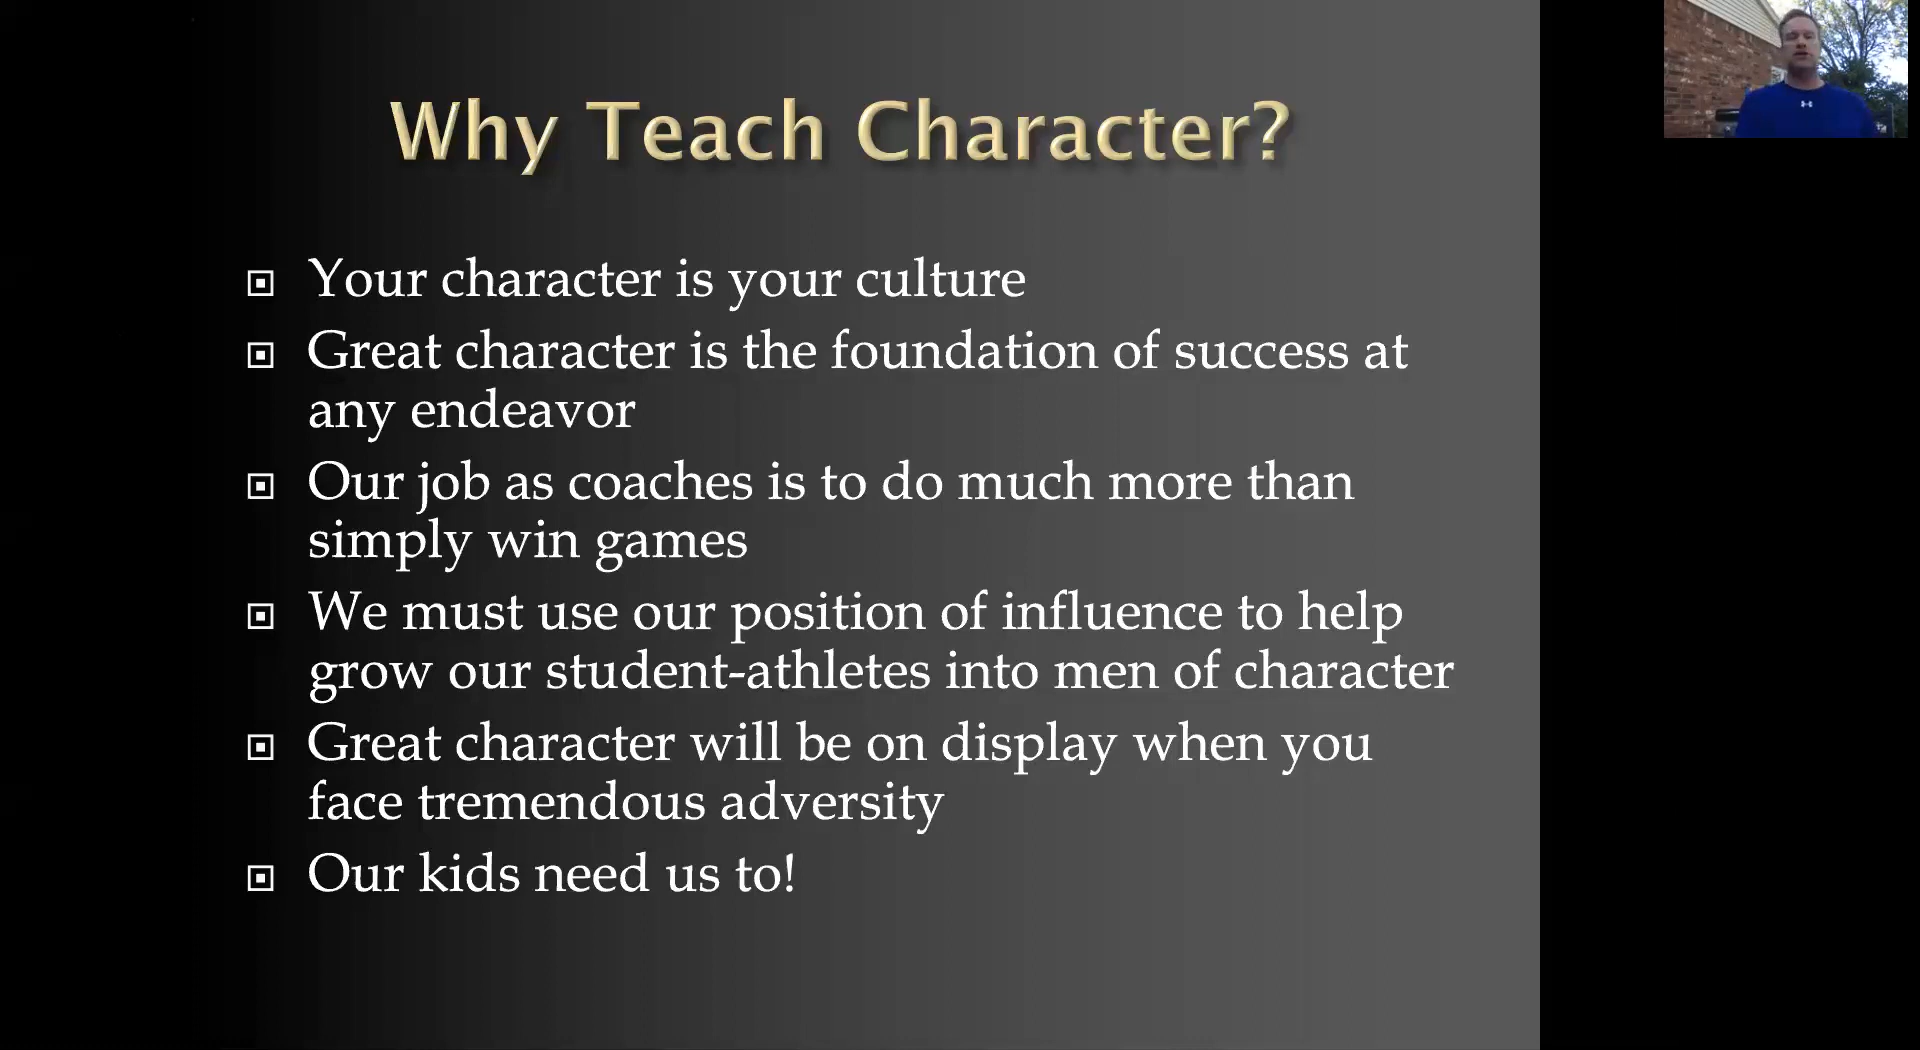 Why Teach Character?
Your character is your culture
Great character is the foundation of success at
any endeavor
Our job as coaches is to do much more than
simply win games
We must use our position of influence to help
grow our student-athletes into men of character
Great character will be on display when you
face tremendous adversity
Our kids need us to!